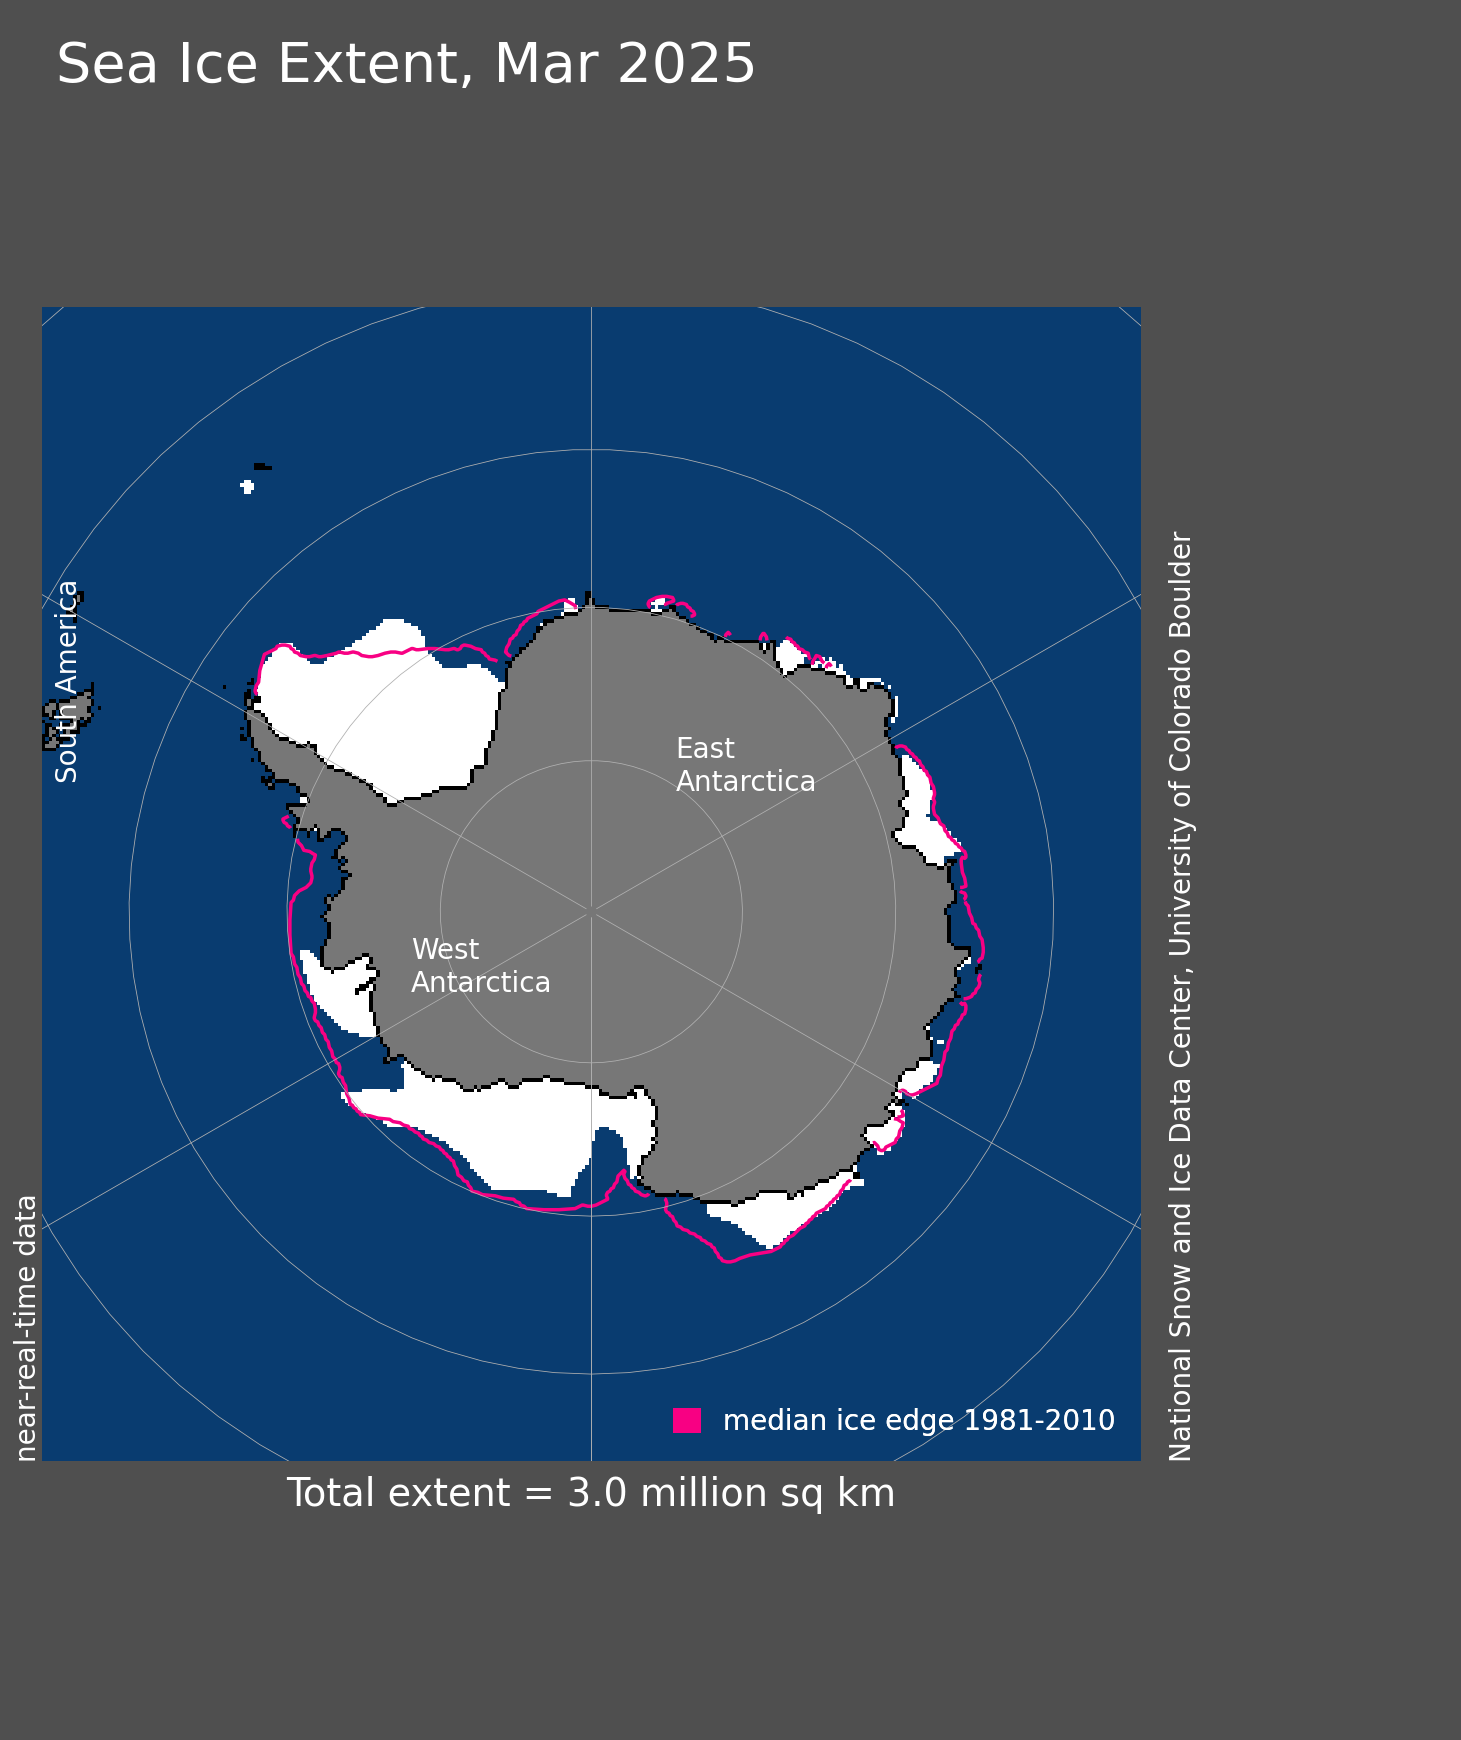 Sea Ice Extent, Mar 2025
South America
East
Antarctica
West
Antarctica
near-real-time data
National Snow and Ice Data Center, University of Colorado Boulder
median ice edge 1981-2010
Total extent = 3.0 million sq km